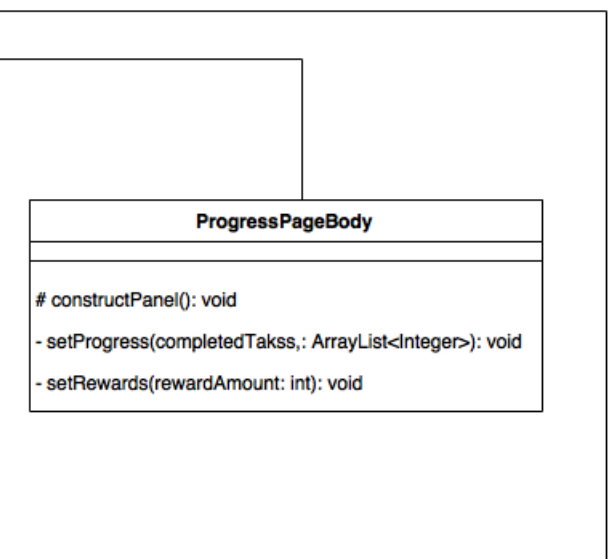 ProgressPageBody
# constructPanel(): void
- setProgress(completedTakss,: ArrayList<Integer>): void
- setRewards(rewardAmount: int): void